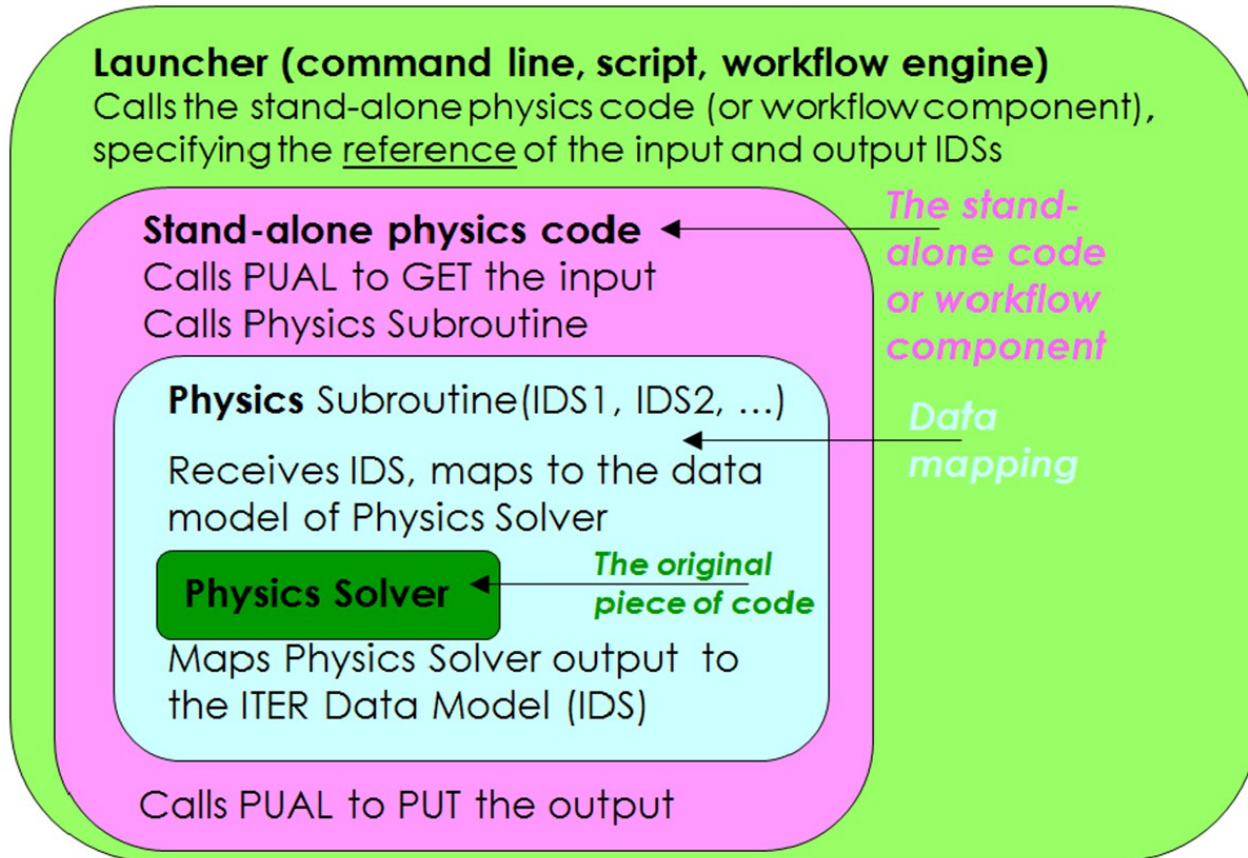 Launcher (command line, script, workflow engine)
Calls the stand-alone physics code (or workflow component),
specifying the reference of the input and output IDSs
Stand-alone physics code
Calls PUAL to GET the input
Calls Physics Subroutine
The stand-
alone code
or workflow
component
Physics Subroutine(IDS1, IDS2, ...)
Data
mapping
Receives IDS, maps to the data
model of Physics Solver
Physics Solver
The original
piece of code
Maps Physics Solver output to
the ITER Data Model (IDS)
Calls PUAL to PUT the output